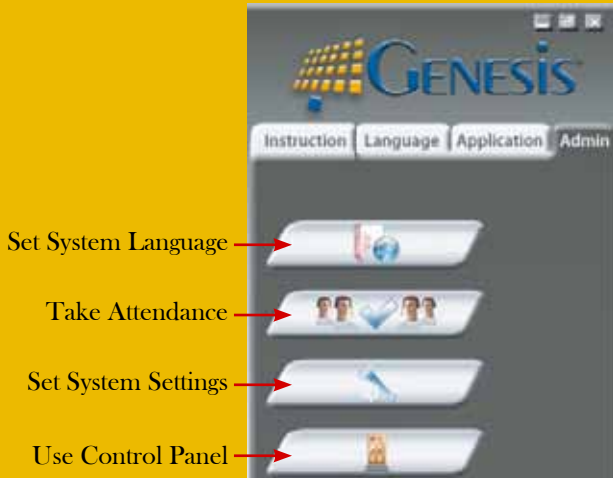 GENESIS
Instruction Language Application Admin
Set System Language
Take Attendance
Set System Settings
Use Control Panel